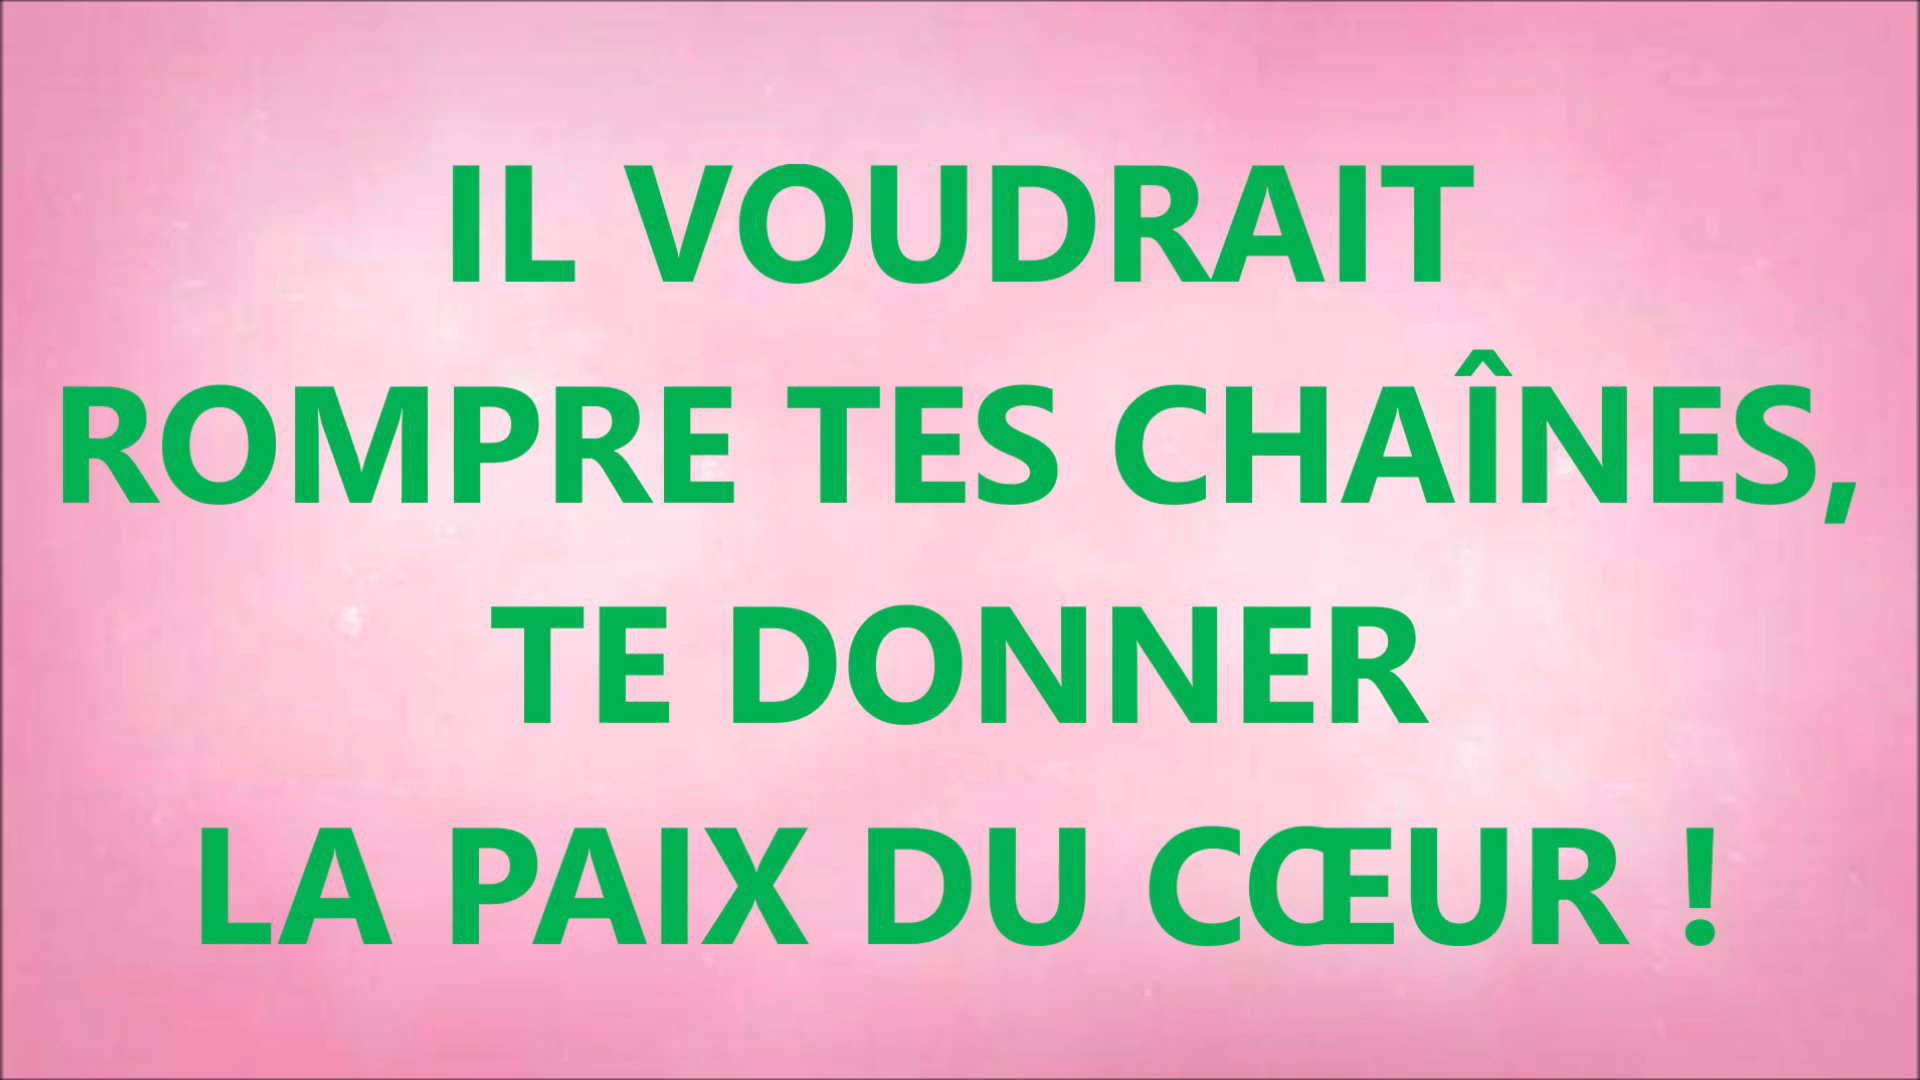 IL VOUDRAIT
ROMPRE TES CHAÎNES,
TE DONNER
LA PAIX DU CŒUR !